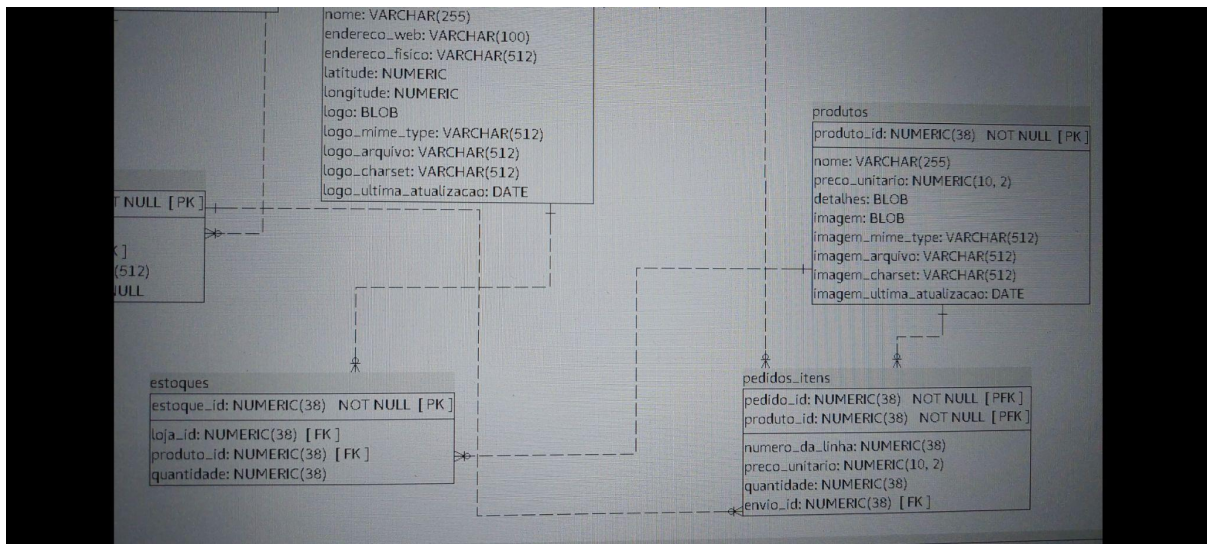 nome: VARCHAR(255)
endereco_web: VARCHAR(100)
endereco_fisico: VARCHAR(512)
latitude: NUMERIC
longitude: NUMERIC
logo: BLOB
logo_mime_type: VARCHAR(512)
logo_arquivo: VARCHAR(512)
logo_charset: VARCHAR(512)
logo_ultima_atualizacao: DATE
produtos
produto_id: NUMERIC(38) NOT NULL [ PK ]
nome: VARCHAR(255)
preco_unitario: NUMERIC(10, 2)
detalhes: BLOB
imagem: BLOB
imagem_mime_type: VARCHAR(512)
imagem_arquivo: VARCHAR(512)
imagem_charset: VARCHAR(512)
imagem_ultima_atualizacao: DATE
NULL [ PK ]
K ]
(512)
NULL
estoques
estoque_id: NUMERIC(38) NOT NULL [ PK ]
loja_id: NUMERIC(38) [ FK ]
produto_id: NUMERIC(38) [ FK ]
quantidade: NUMERIC(38)
pedidos_itens
pedido_id: NUMERIC(38) NOT NULL [ PFK ]
produto_id: NUMERIC(38) NOT NULL [ PFK ]
numero_da_linha: NUMERIC(38)
preco_unitario: NUMERIC(10, 2)
quantidade: NUMERIC(38)
envio_id: NUMERIC(38) [ FK ]